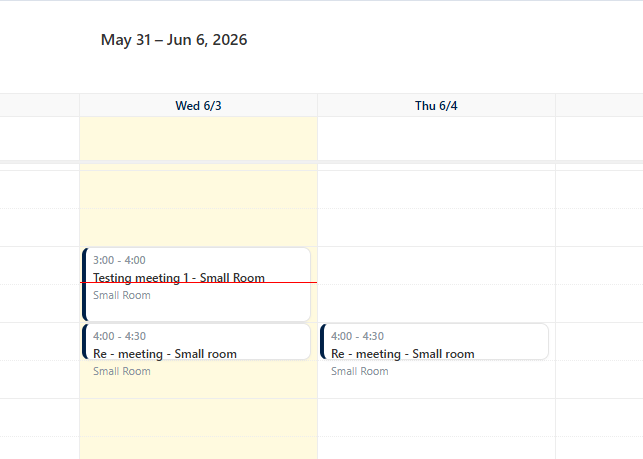 May 31 – Jun 6, 2026
Wed 6/3
Thu 6/4
3:00 - 4:00
Testing meeting 1 - Small Room
Small Room
4:00 - 4:30
Re - meeting - Small room
Small Room
4:00 - 4:30
Re - meeting - Small room
Small Room